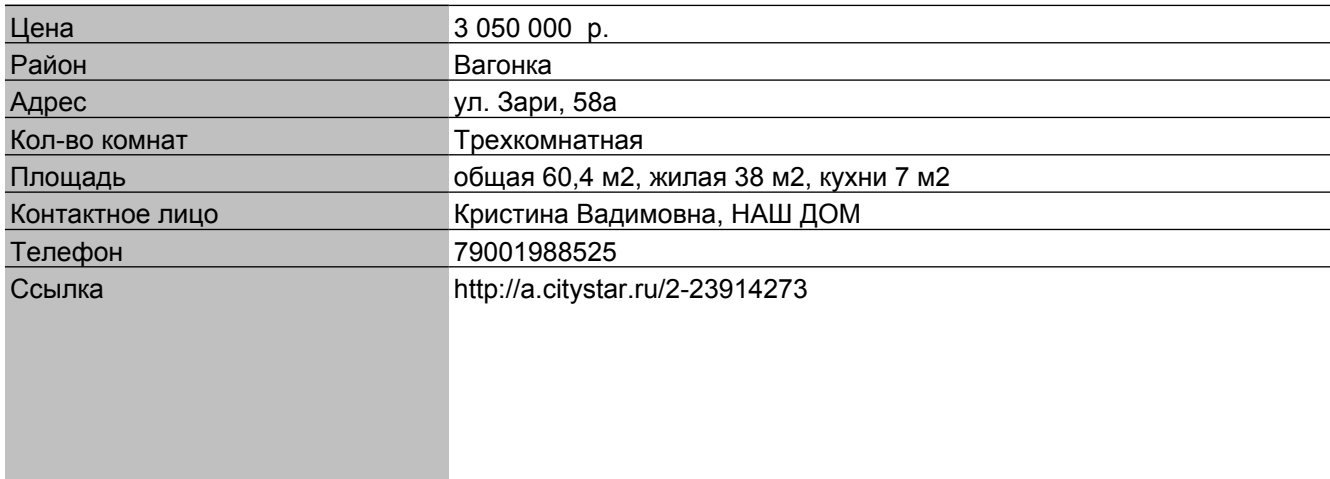 Цена 3 050 000 р.
Район Вагонка
Адрес ул. Зари, 58а
Кол-во комнат Трехкомнатная
Площадь общая 60,4 м2, жилая 38 м2, кухни 7 м2
Контактное лицо Кристина Вадимовна, НАШ ДОМ
Телефон 79001988525
Ссылка http://a.citystar.ru/2-23914273